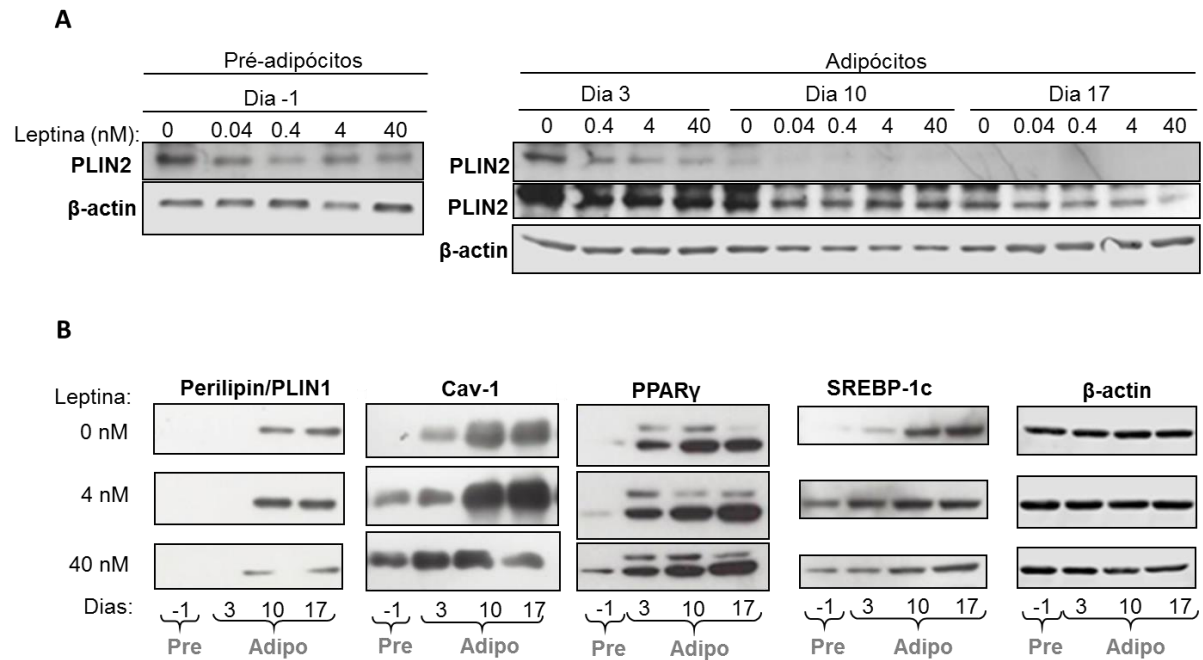 A
Pré-adipócitos
Adipócitos
Dia -1
Dia 3 Dia 10 Dia 17
Leptina (nM): 0 0.04 0.4 4 40
0 0.4 4 40 0 0.04 0.4 4 40 0 0.04 0.4 4 40
PLIN2
β-actin
PLIN2
PLIN2
β-actin
B
Leptina: Perilipin/PLIN1 Cav-1 PPARγ SREBP-1c β-actin
0 nM
4 nM
40 nM
Dias: -1 3 10 17 -1 3 10 17 -1 3 10 17 -1 3 10 17 -1 3 10 17
Pre Adipo Pre Adipo Pre Adipo Pre Adipo Pre Adipo